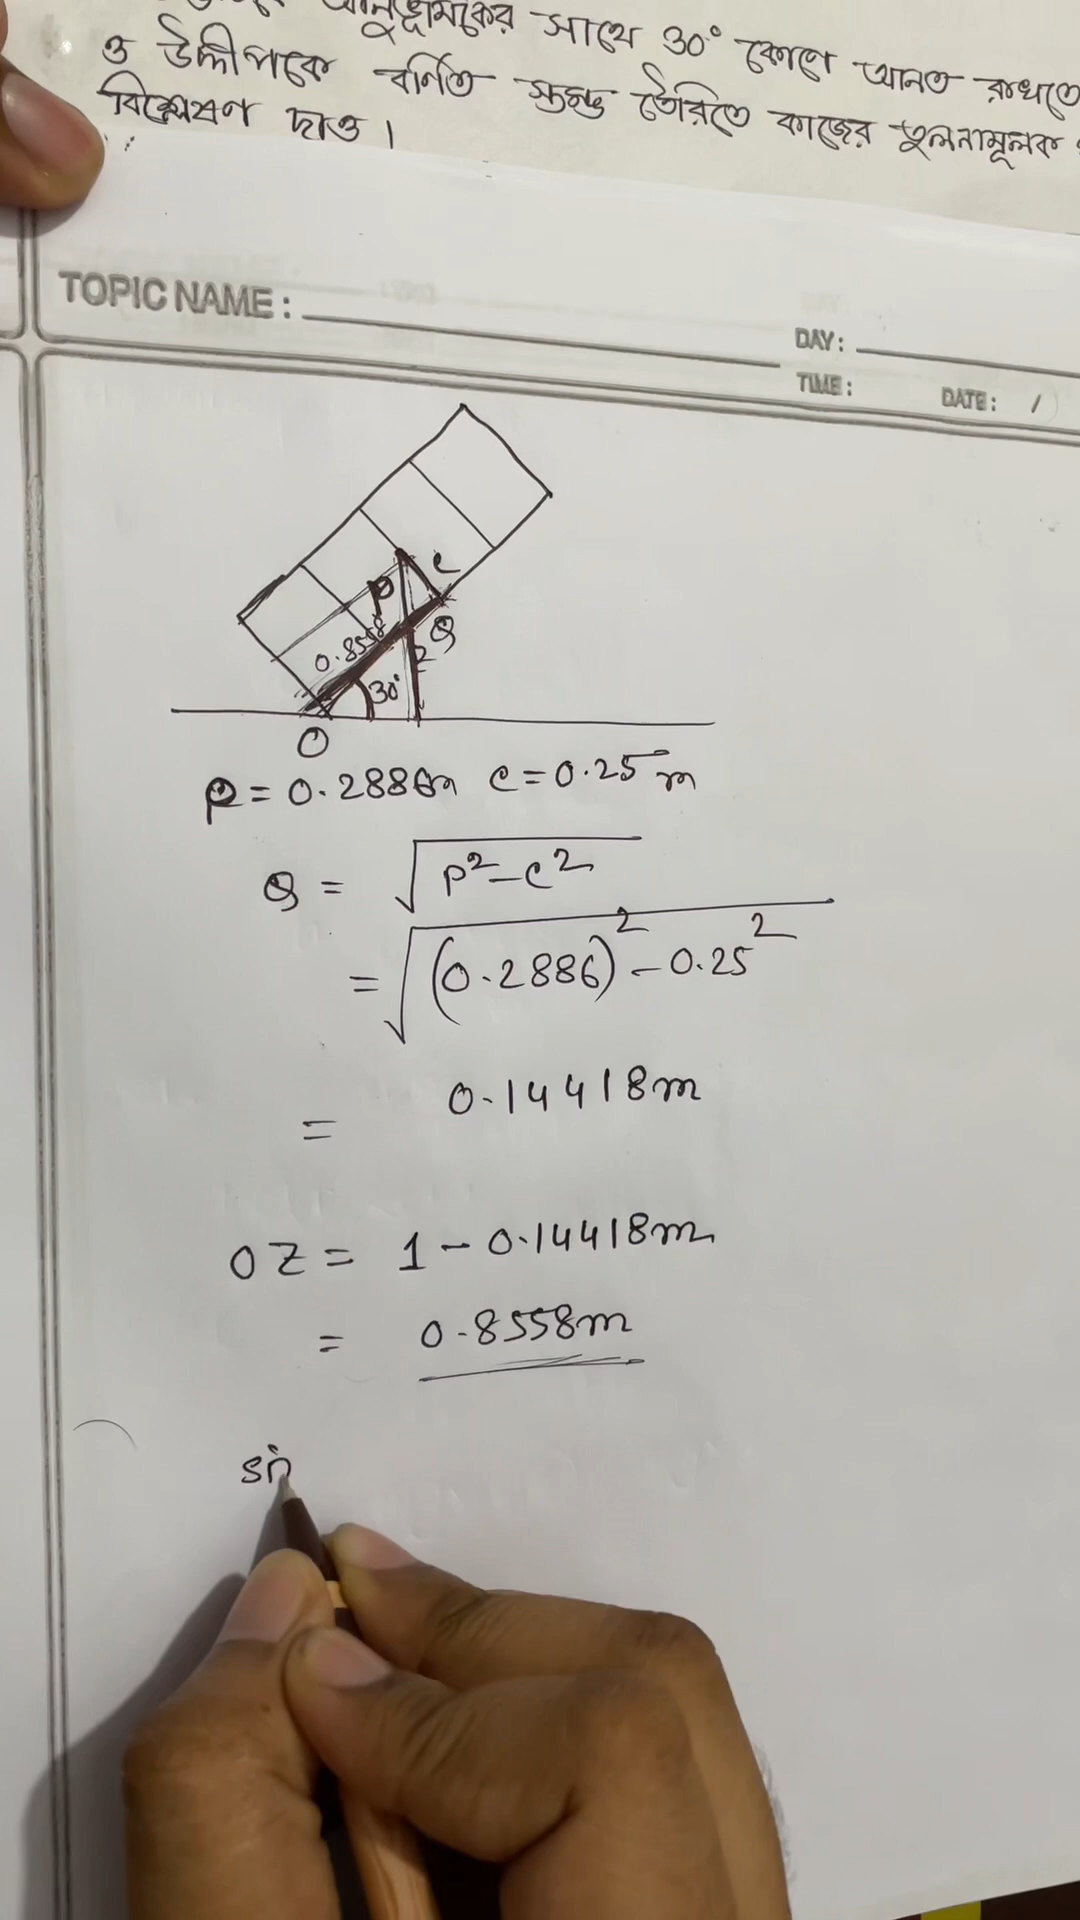 আনুভূমিকের সাথে 30° কোণে আনত রাখতে
ও উদ্দীপকে বর্ণিত স্তম্ভ তৈরিতে কাজের তুলনামূলক
বিশ্লেষণ দাও।
TOPIC NAME :
DAY :
TIME :
DATE : /
P
c
0.8558
Q
Z
30°
O
P = 0.2886m c = 0.25 m
Q = √P² - c²
= √(0.2886)² - 0.25²
= 0.14418m
OZ = 1 - 0.14418m
= 0.8558m
sin